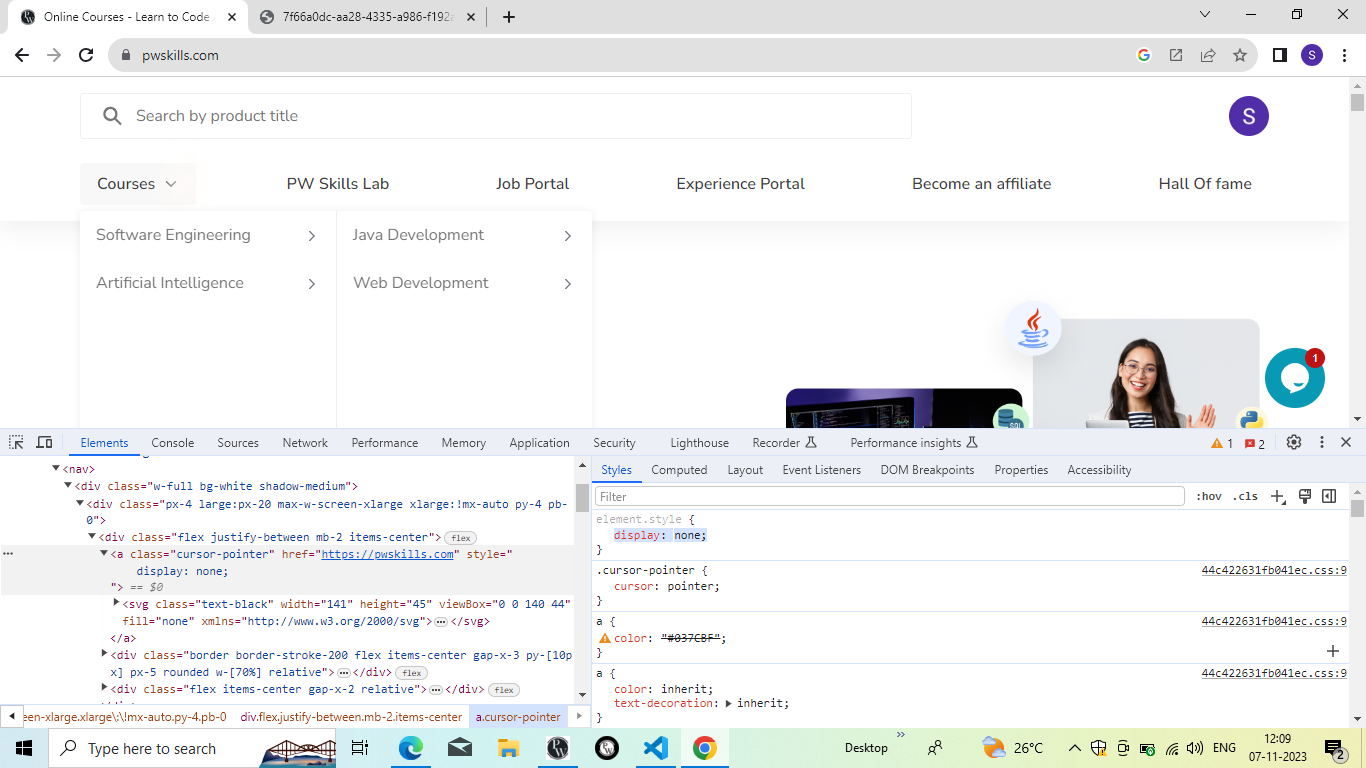 Online Courses - Learn to Code
7f66a0dc-aa28-4335-a986-f192
pwskills.com
S
Search by product title
S
Courses
PW Skills Lab
Job Portal
Experience Portal
Become an affiliate
Hall Of fame
Software Engineering
Java Development
Artificial Intelligence
Web Development
SQL
1
Elements Console Sources Network Performance Memory Application Security Lighthouse Recorder Performance insights 1 2
<nav>
<div class="w-full bg-white shadow-medium">
<div class="px-4 large:px-20 max-w-screen-xlarge xlarge:!mx-auto py-4 pb-
0">
<div class="flex justify-between mb-2 items-center"> flex
<a class="cursor-pointer" href="https://pwskills.com" style="
display: none;
"> == $0
<svg class="text-black" width="141" height="45" viewBox="0 0 140 44"
fill="none" xmlns="http://www.w3.org/2000/svg"> … </svg>
</a>
<div class="border border-stroke-200 flex items-center gap-x-3 py-[10p
x] px-5 rounded w-[70%] relative"> … </div> flex
<div class="flex items-center gap-x-2 relative"> … </div> flex
een-xlarge.xlarge\:\!mx-auto.py-4.pb-0 div.flex.justify-between.mb-2.items-center a.cursor-pointer
Styles Computed Layout Event Listeners DOM Breakpoints Properties Accessibility
Filter :hov .cls
element.style {
display: none;
}
.cursor-pointer { 44c422631fb041ec.css:9
cursor: pointer;
}
a { 44c422631fb041ec.css:9
color: "#037CBF";
}
a { 44c422631fb041ec.css:9
color: inherit;
text-decoration: inherit;
}
Type here to search
Desktop
26°C
ENG
12:09
07-11-2023
2